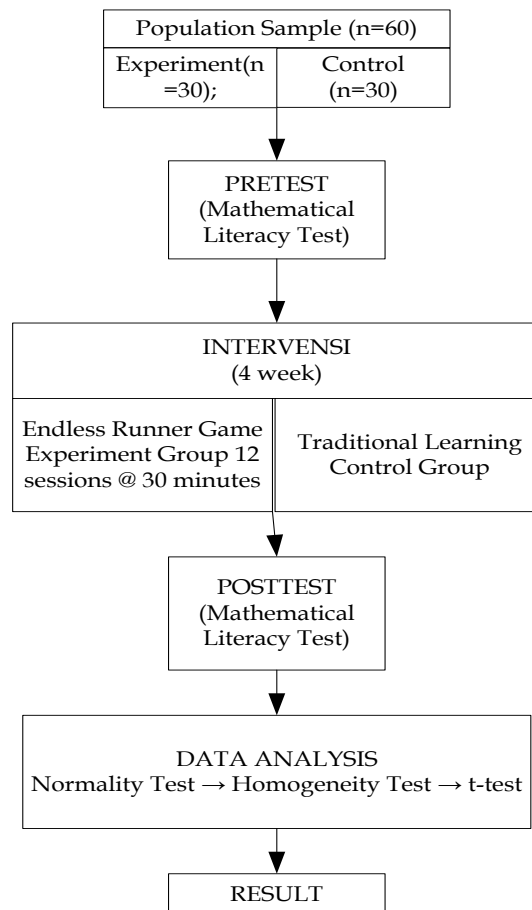 Population Sample (n=60)
Experiment(n
=30);
Control
(n=30)
PRETEST
(Mathematical
Literacy Test)
INTERVENSI
(4 week)
Endless Runner Game
Experiment Group 12
sessions @ 30 minutes
Traditional Learning
Control Group
POSTTEST
(Mathematical
Literacy Test)
DATA ANALYSIS
Normality Test → Homogeneity Test → t-test
RESULT